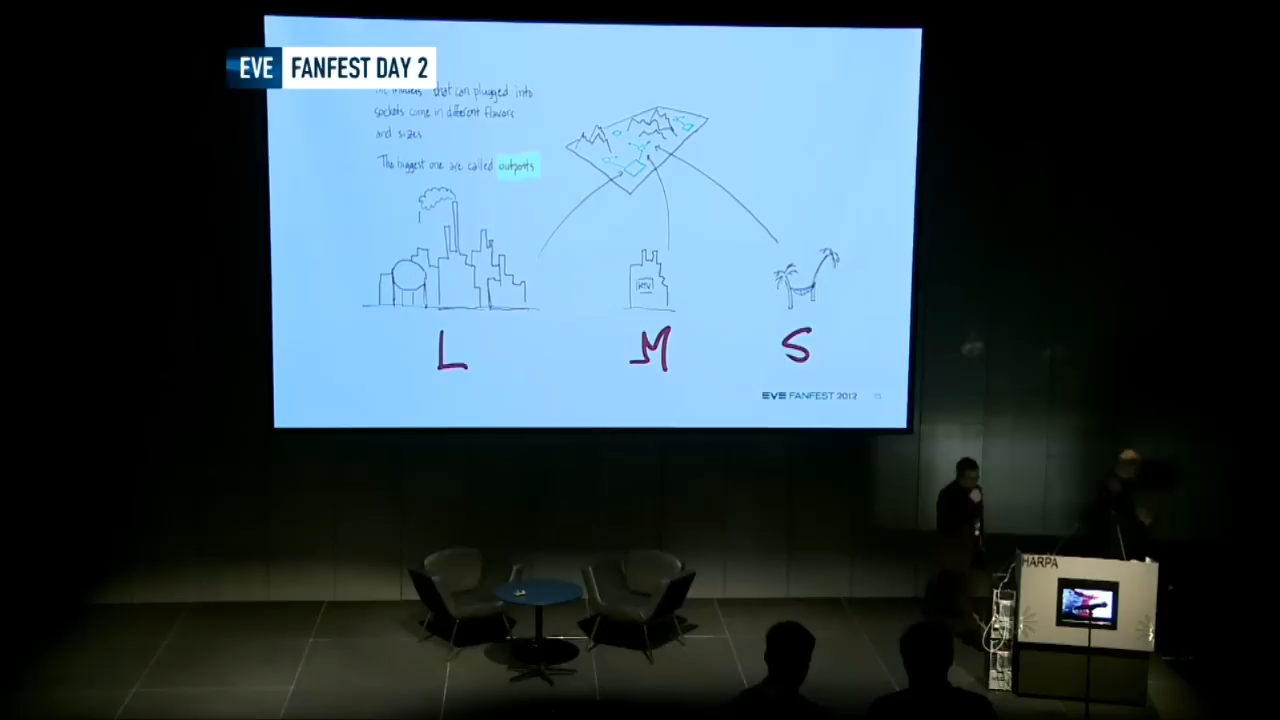 EVE FANFEST DAY 2
that can plugged into
sockets come in different flavors
and sizes
The biggest one are called outposts
RTV
L M S
EVE FANFEST 2012
HARPA